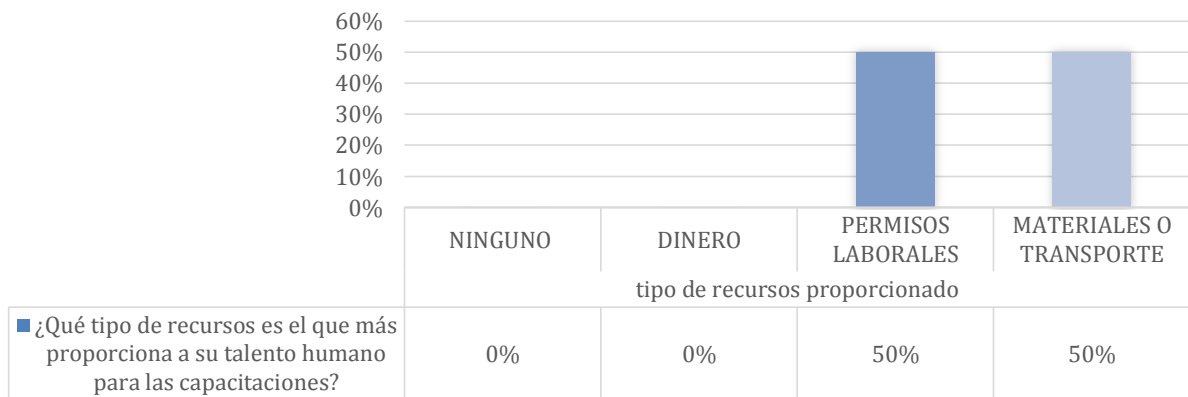 60%
50%
40%
30%
20%
10%
0%
NINGUNO
DINERO
PERMISOS
LABORALES
MATERIALES O
TRANSPORTE
tipo de recursos proporcionado
¿Qué tipo de recursos es el que más
proporciona a su talento humano
para las capacitaciones?
0%
0%
50%
50%